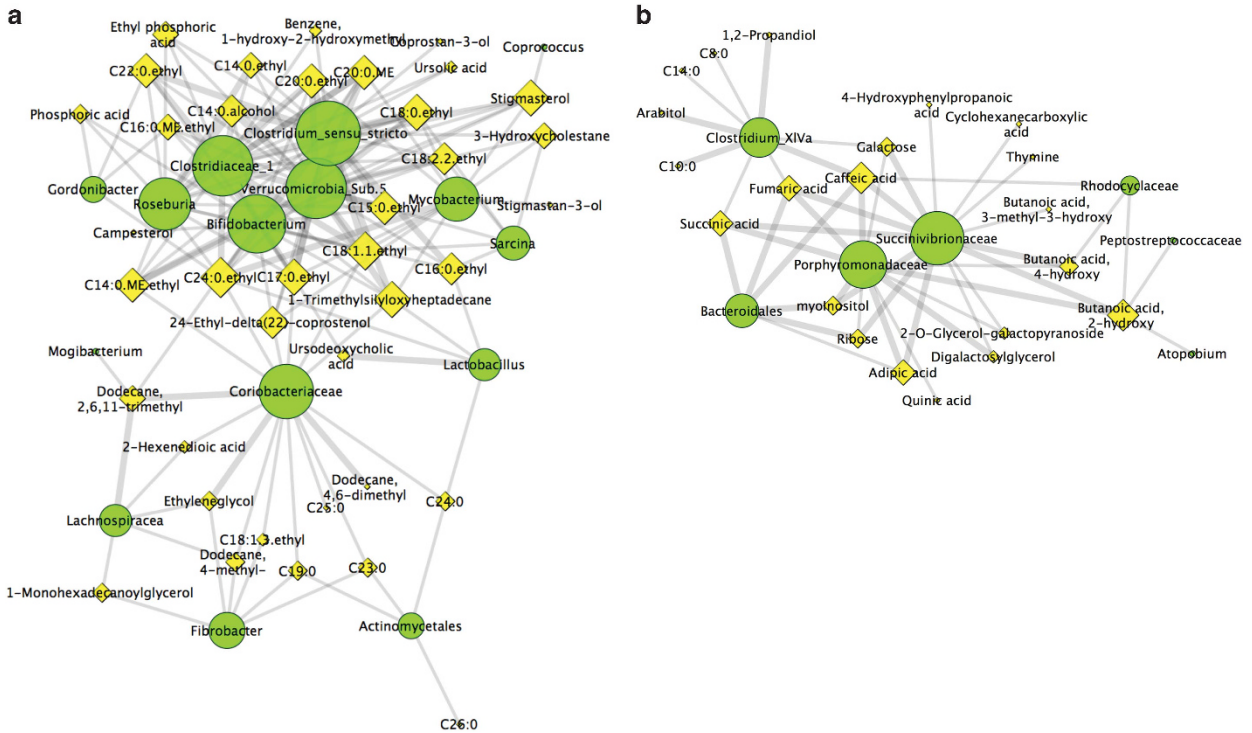 a
Ethyl phosphoric
acid
Benzene,
1-hydroxy-2-hydroxymethyl
Coprostan-3-ol
Coprococcus
C22:0.ethyl
C14:0.ethyl
C20:0.ethyl
C20:0.ME
Ursolic acid
Stigmasterol
Phosphoric acid
C14:0.alcohol
C16:0.ME.ethyl
Clostridium_sensu_stricto
C18:0.ethyl
3-Hydroxycholestane
Clostridiaceae_1
C18:2.2.ethyl
Gordonibacter
Roseburia
Verrucomicrobia_Sub.5
C15:0.ethyl
Mycobacterium
Stigmastan-3-ol
Campesterol
Bifidobacterium
Sarcina
C18:1.1.ethyl
C14:0.ME.ethyl
C24:0.ethyl
C17:0.ethyl
C16:0.ethyl
1-Trimethylsilyloxyheptadecane
24-Ethyl-delta(22)-coprostenol
Mogibacterium
Ursodeoxycholic
acid
Lactobacillus
Coriobacteriaceae
Dodecane,
2,6,11-trimethyl
2-Hexenedioic acid
Dodecane,
4,6-dimethyl
Ethyleneglycol
C25:0
C24:0
Lachnospiracea
C18:1.3.ethyl
Dodecane,
4-methyl-
C19:0
C23:0
1-Monohexadecanoylglycerol
Fibrobacter
Actinomycetales
C26:0
b
1,2-Propandiol
C8:0
C14:0
4-Hydroxyphenylpropanoic
acid
Arabitol
Cyclohexanecarboxylic
acid
Clostridium_XIVa
Galactose
Thymine
C10:0
Caffeic acid
Fumaric acid
Rhodocyclaceae
Butanoic acid,
3-methyl-3-hydroxy
Succinic acid
Succinivibrionaceae
Peptostreptococcaceae
Porphyromonadaceae
Butanoic acid,
4-hydroxy
Bacteroidales
myoInositol
Butanoic acid,
2-hydroxy
Ribose
2-O-Glycerol-galactopyranoside
Digalactosylglycerol
Atopobium
Adipic acid
Quinic acid